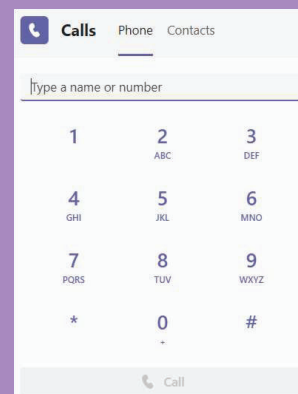 Calls Phone Contacts
Type a name or number
1 2 3
ABC DEF
4 5 6
GHI JKL MNO
7 8 9
PQRS TUV WXYZ
* 0 #
+
Call